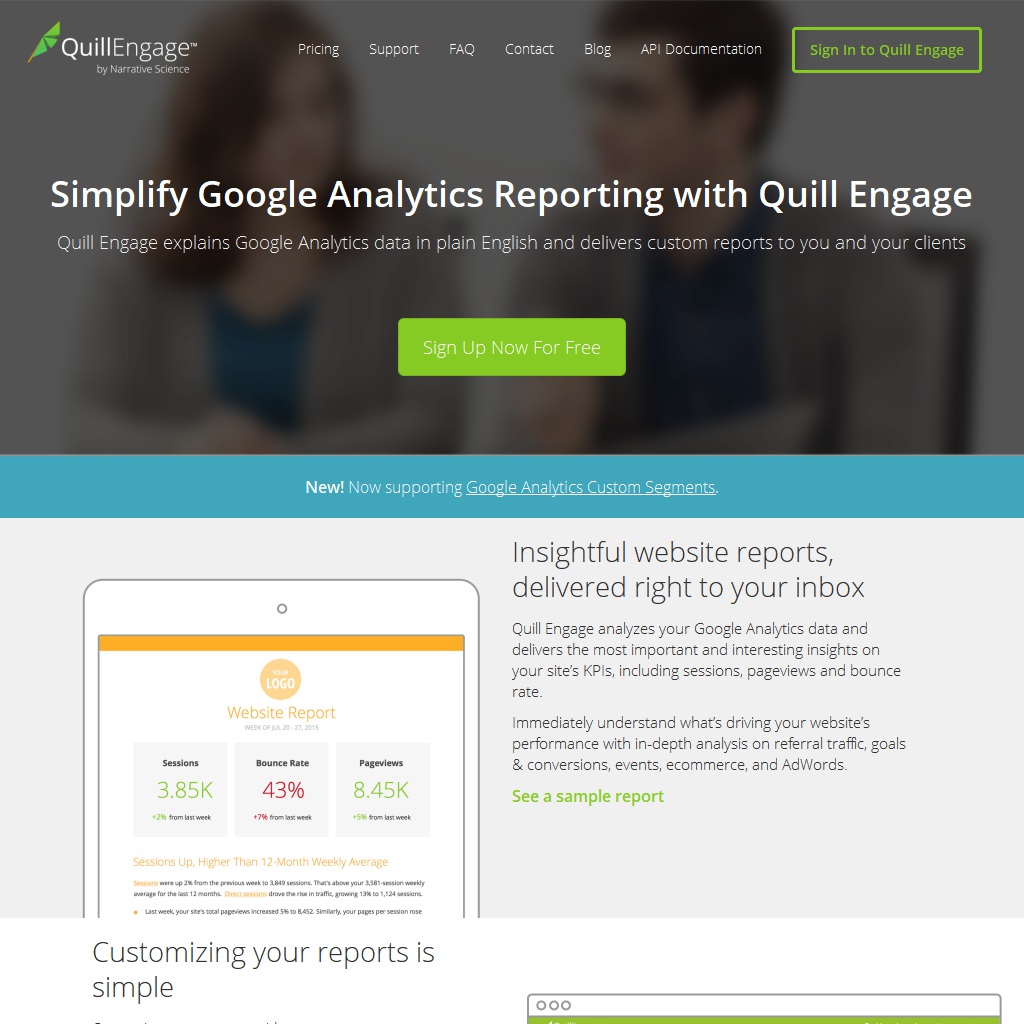 QuillEngage™
by Narrative Science
Pricing
Support
FAQ
Contact
Blog
API Documentation
Sign In to Quill Engage
Simplify Google Analytics Reporting with Quill Engage
Quill Engage explains Google Analytics data in plain English and delivers custom reports to you and your clients
Sign Up Now For Free
New! Now supporting Google Analytics Custom Segments.
Insightful website reports,
delivered right to your inbox
Quill Engage analyzes your Google Analytics data and
delivers the most important and interesting insights on
your site's KPIs, including sessions, pageviews and bounce
rate.
Immediately understand what's driving your website's
performance with in-depth analysis on referral traffic, goals
& conversions, events, ecommerce, and AdWords.
See a sample report
YOUR
LOGO
Website Report
WEEK OF JUL 20 - 27, 2015
Sessions
3.85K
+2% from last week
Bounce Rate
43%
+7% from last week
Pageviews
8.45K
+5% from last week
Sessions Up, Higher Than 12-Month Weekly Average
Sessions were up 2% from the previous week to 3,849 sessions. That's above your 3,581-session weekly
average for the last 12 months. Direct sessions drove the rise in traffic, growing 13% to 1,124 sessions.
Last week, your site's total pageviews increased 5% to 8,452. Similarly, your pages per session rose
Customizing your reports is
simple